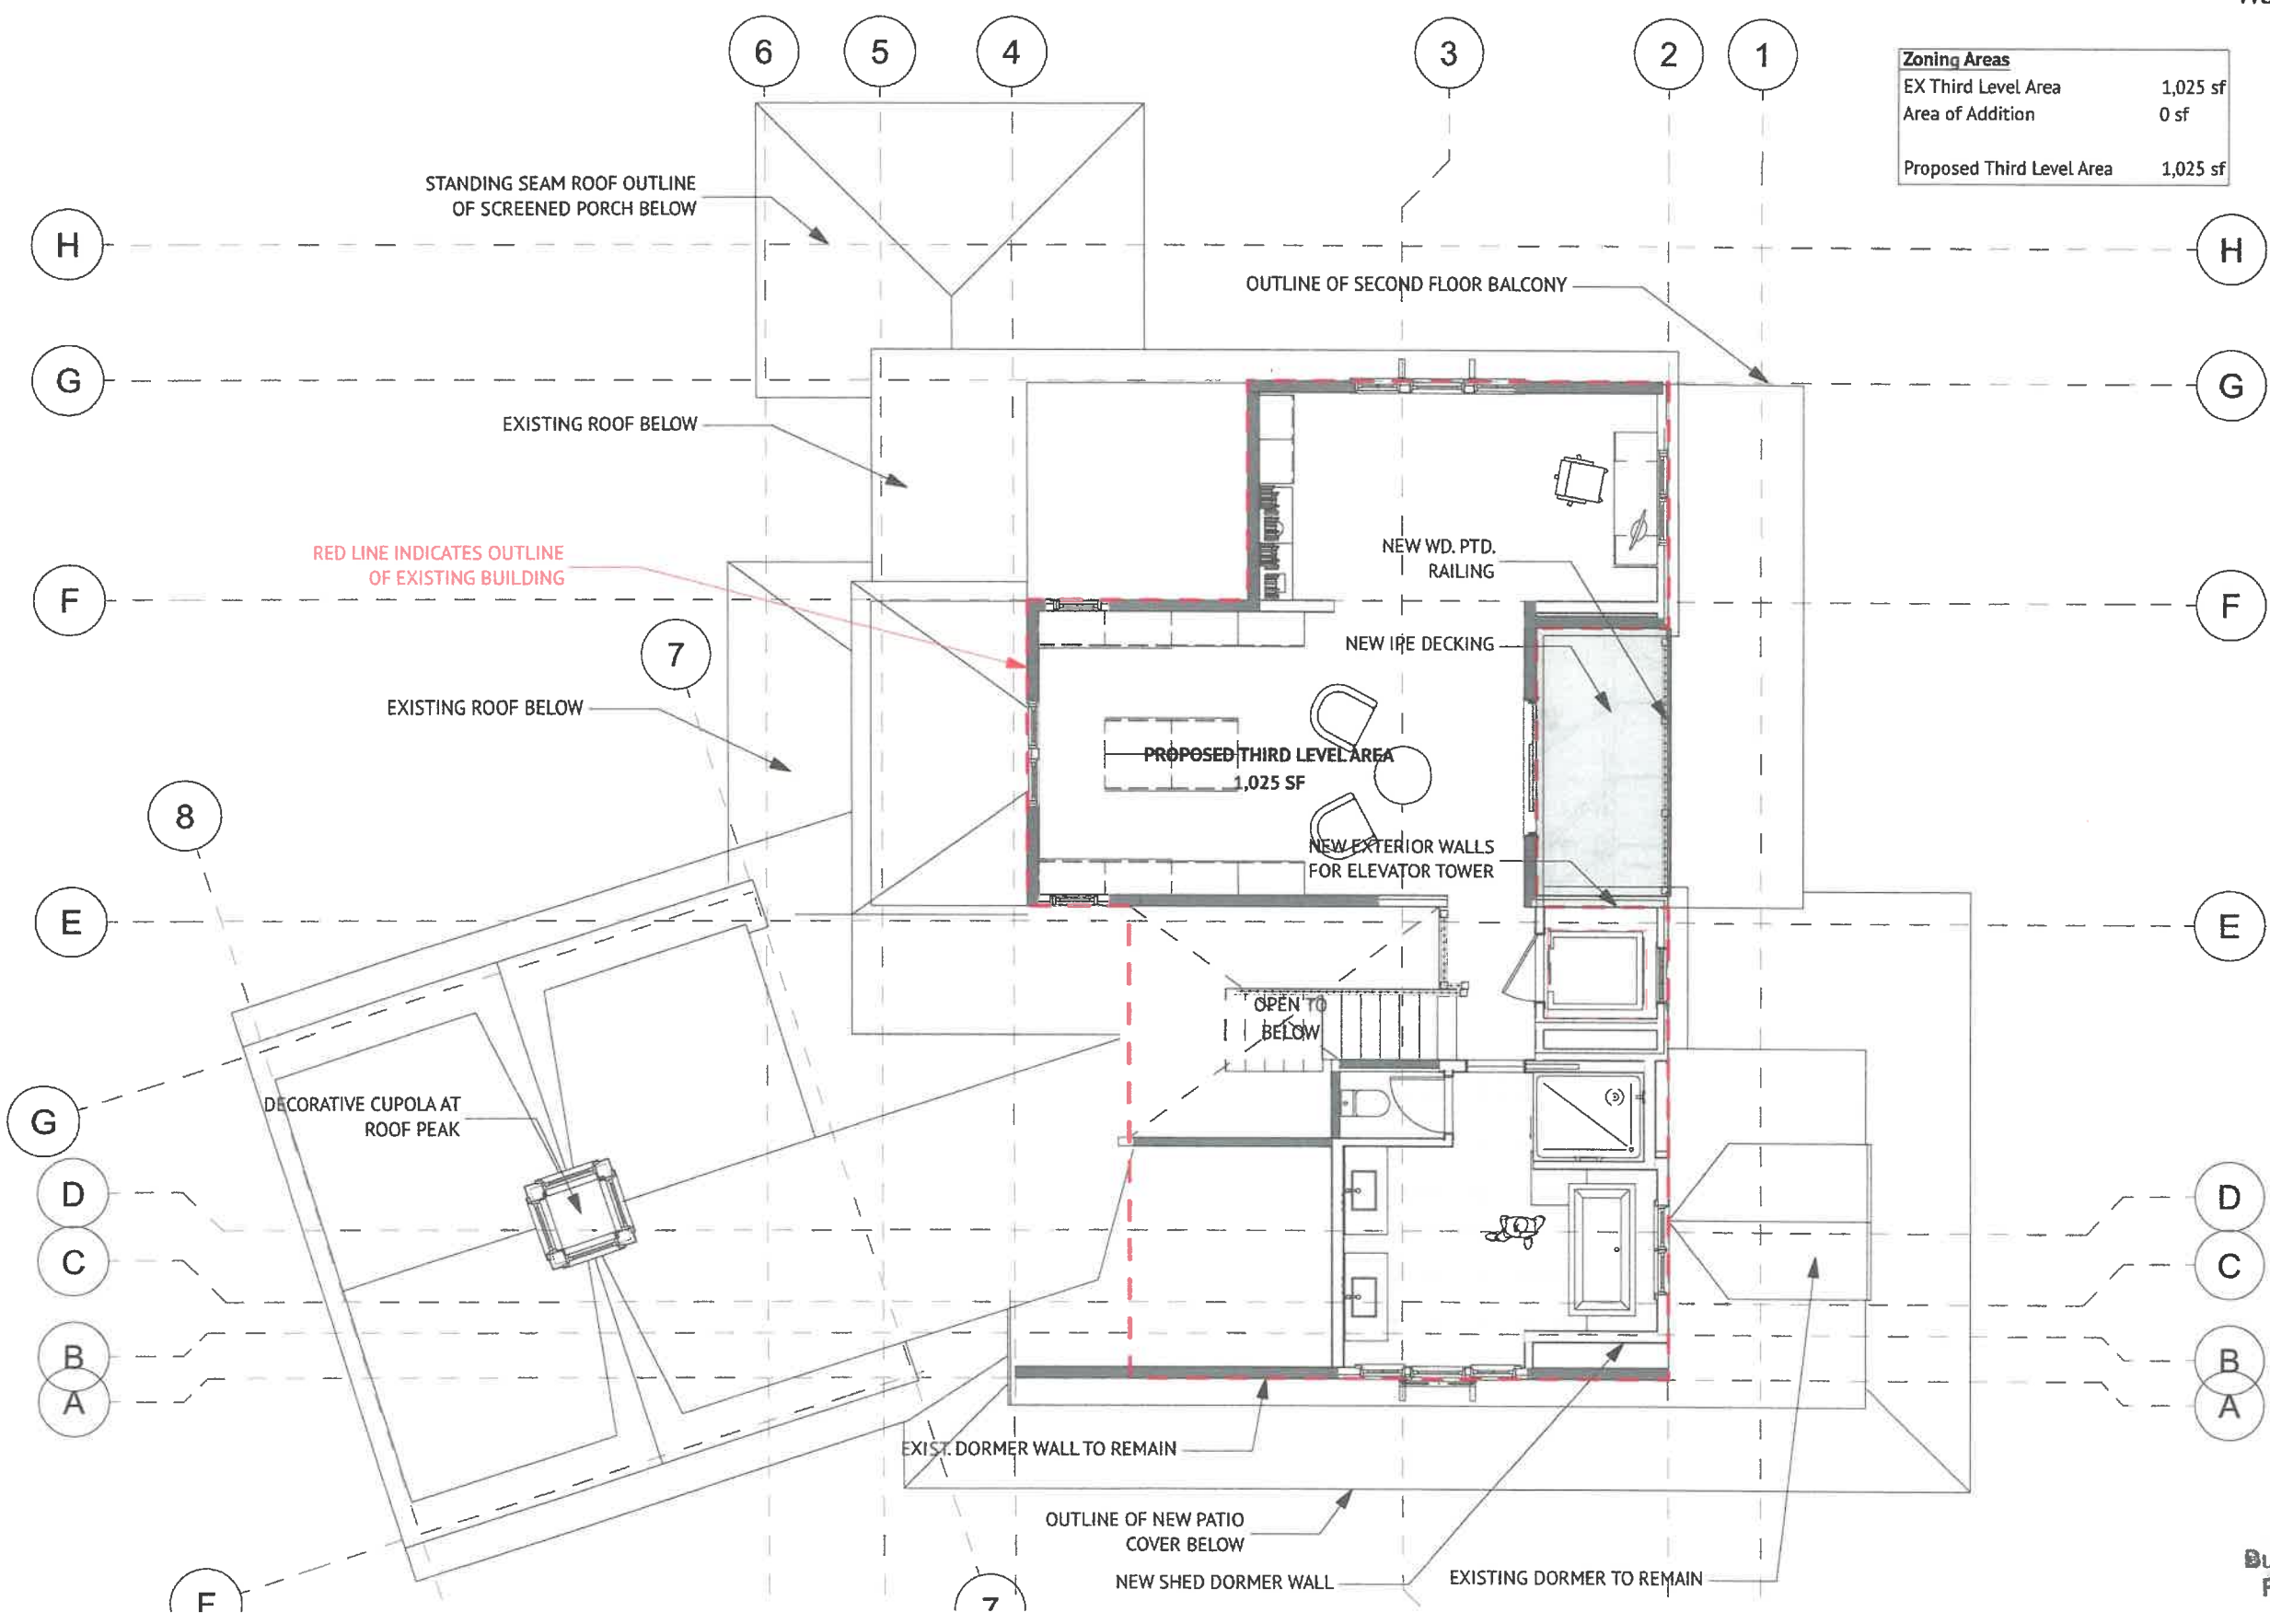 6
5
4
3
2
1
Zoning Areas
EX Third Level Area 1,025 sf
Area of Addition 0 sf
Proposed Third Level Area 1,025 sf
STANDING SEAM ROOF OUTLINE
OF SCREENED PORCH BELOW
H
H
OUTLINE OF SECOND FLOOR BALCONY
G
G
EXISTING ROOF BELOW
RED LINE INDICATES OUTLINE
OF EXISTING BUILDING
NEW WD. PTD.
RAILING
F
F
7
NEW IPE DECKING
EXISTING ROOF BELOW
PROPOSED THIRD LEVEL AREA
1,025 SF
8
NEW EXTERIOR WALLS
FOR ELEVATOR TOWER
E
E
OPEN TO
BELOW
G
DECORATIVE CUPOLA AT
ROOF PEAK
D
D
C
C
B
B
A
A
EXIST. DORMER WALL TO REMAIN
OUTLINE OF NEW PATIO
COVER BELOW
NEW SHED DORMER WALL
EXISTING DORMER TO REMAIN
7